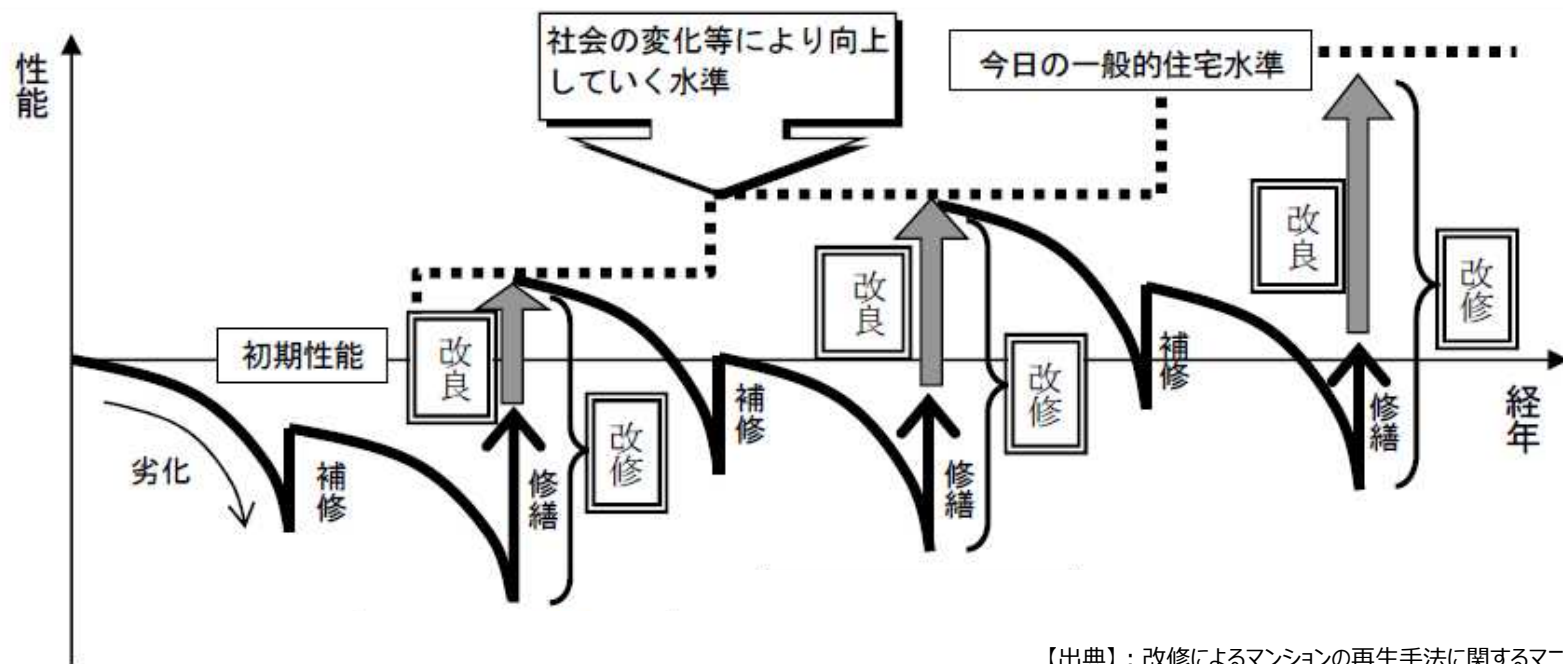 性能
社会の変化等により向上
していく水準
今日の一般的住宅水準
初期性能
劣化
補修
改良
修繕
改修
補修
改良
修繕
改修
補修
改良
修繕
改修
経年
【出典】：改修によるマンションの再生手法に関するマニ